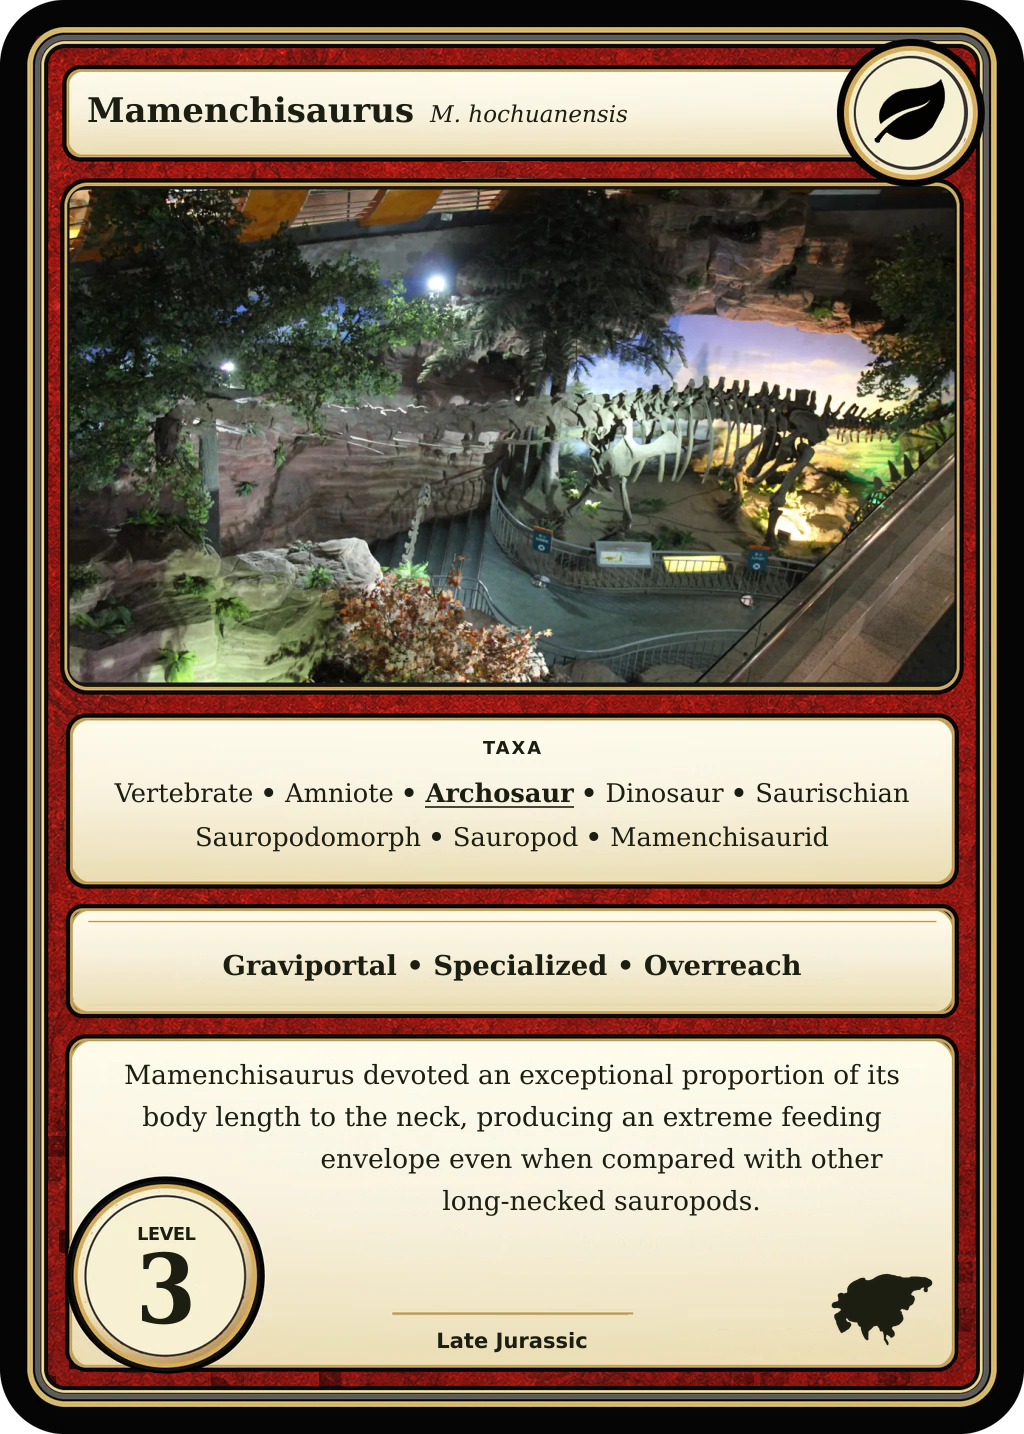 Mamenchisaurus M. hochuanensis
TAXA
Vertebrate • Amniote • Archosaur • Dinosaur • Saurischian
Sauropodomorph • Sauropod • Mamenchisaurid
Graviportal • Specialized • Overreach
Mamenchisaurus devoted an exceptional proportion of its
body length to the neck, producing an extreme feeding
envelope even when compared with other
long-necked sauropods.
LEVEL
3
Late Jurassic